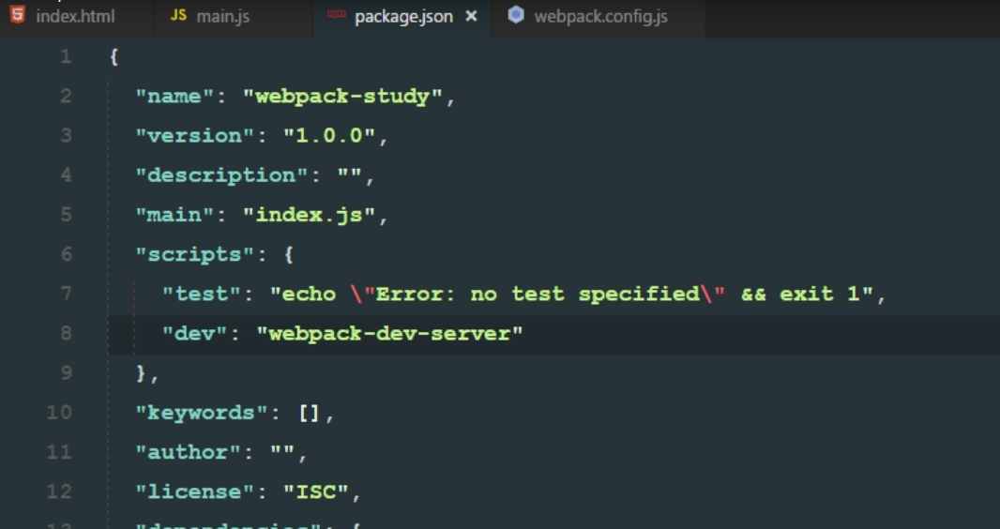 index.html JS main.js package.json × webpack.config.js
1 {
2 "name": "webpack-study",
3 "version": "1.0.0",
4 "description": "",
5 "main": "index.js",
6 "scripts": {
7 "test": "echo \"Error: no test specified\" && exit 1",
8 "dev": "webpack-dev-server"
9 },
10 "keywords": [],
11 "author": "",
12 "license": "ISC",